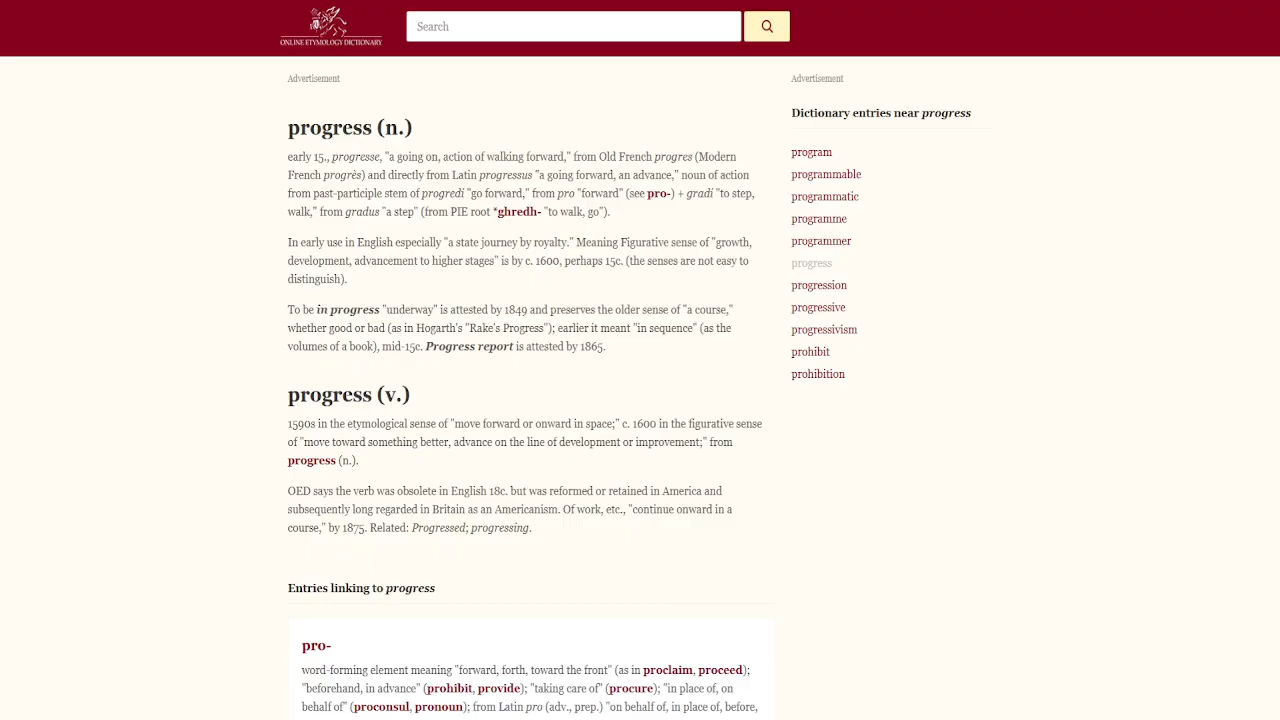 ONLINE ETYMOLOGY DICTIONARY
Search
Advertisement
progress (n.)
early 15., progresse, "a going on, action of walking forward," from Old French progres (Modern
French progrès) and directly from Latin progressus "a going forward, an advance," noun of action
from past-participle stem of progredi "go forward," from pro "forward" (see pro-) + gradi "to step,
walk," from gradus "a step" (from PIE root *ghredh- "to walk, go").
In early use in English especially "a state journey by royalty." Meaning Figurative sense of "growth,
development, advancement to higher stages" is by c. 1600, perhaps 15c. (the senses are not easy to
distinguish).
To be in progress "underway" is attested by 1849 and preserves the older sense of "a course,"
whether good or bad (as in Hogarth's "Rake's Progress"); earlier it meant "in sequence" (as the
volumes of a book), mid-15c. Progress report is attested by 1865.
progress (v.)
1590s in the etymological sense of "move forward or onward in space;" c. 1600 in the figurative sense
of "move toward something better, advance on the line of development or improvement;" from
progress (n.).
OED says the verb was obsolete in English 18c. but was reformed or retained in America and
subsequently long regarded in Britain as an Americanism. Of work, etc., "continue onward in a
course," by 1875. Related: Progressed; progressing.
Entries linking to progress
pro-
word-forming element meaning "forward, forth, toward the front" (as in proclaim, proceed);
"beforehand, in advance" (prohibit, provide); "taking care of" (procure); "in place of, on
behalf of" (proconsul, pronoun); from Latin pro (adv., prep.) "on behalf of, in place of, before,
Advertisement
Dictionary entries near progress
program
programmable
programmatic
programme
programmer
progress
progression
progressive
progressivism
prohibit
prohibition